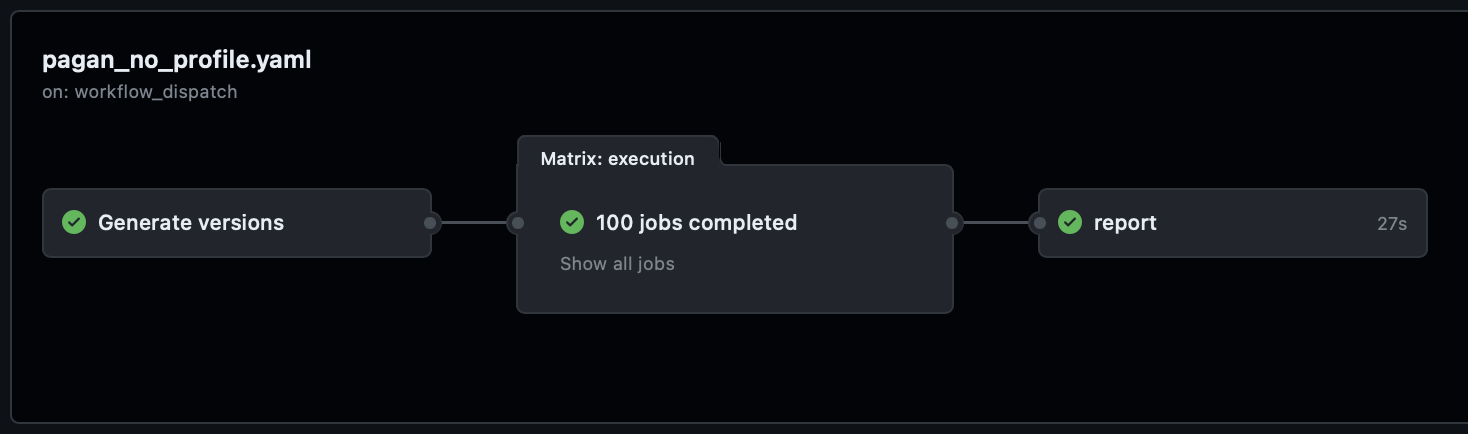 pagan_no_profile.yaml
on: workflow_dispatch
Generate versions
Matrix: execution
100 jobs completed
Show all jobs
report
27s